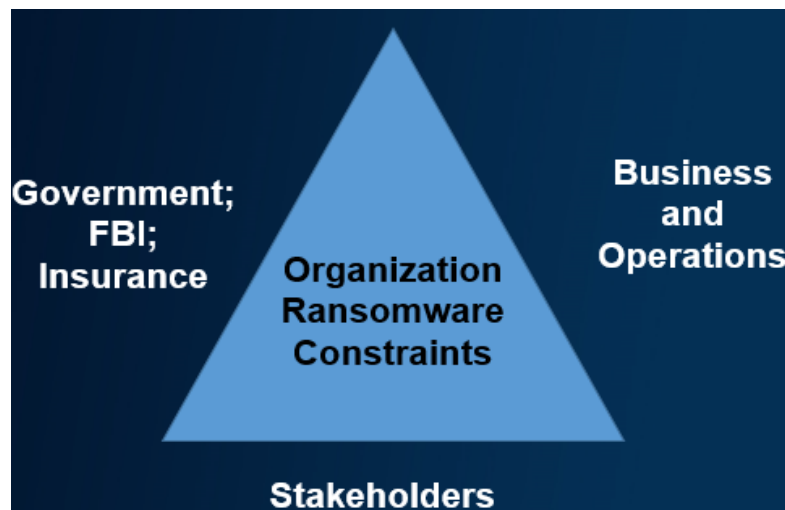 Government;
FBI;
Insurance
Business
and
Operations
Organization
Ransomware
Constraints
Stakeholders